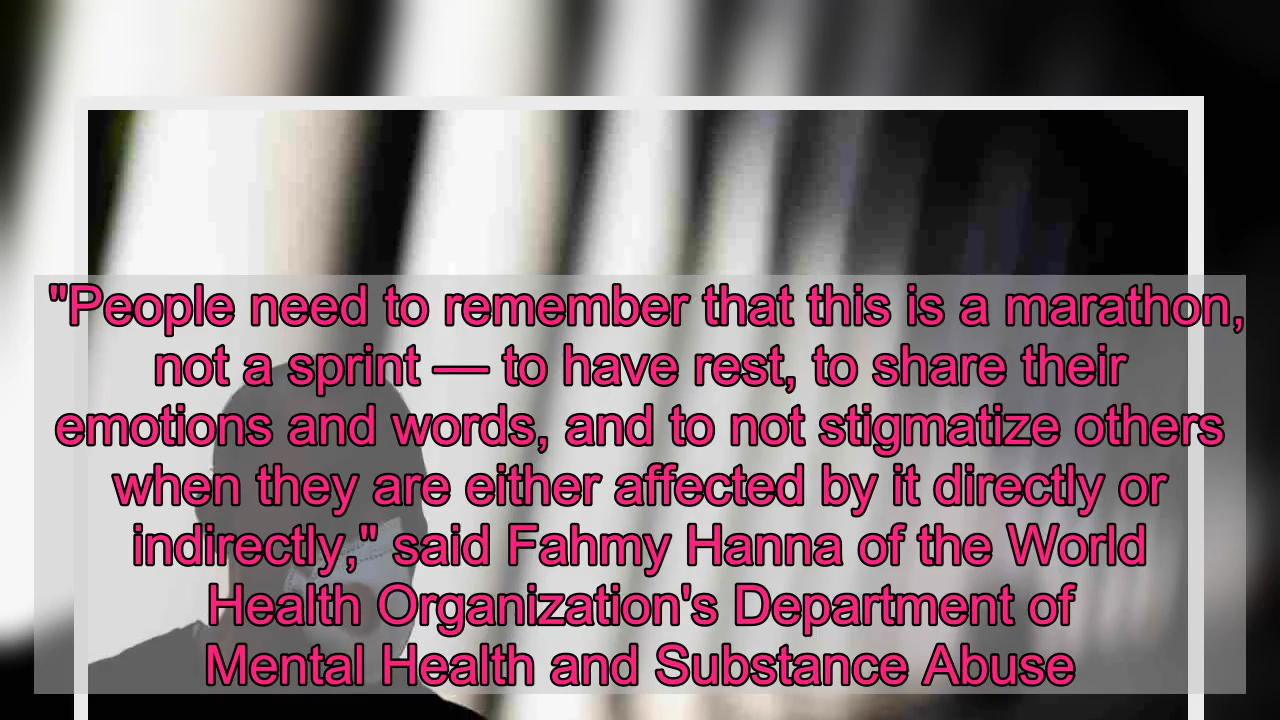 "People need to remember that this is a marathon,
not a sprint — to have rest, to share their
emotions and words, and to not stigmatize others
when they are either affected by it directly or
indirectly," said Fahmy Hanna of the World
Health Organization's Department of
Mental Health and Substance Abuse